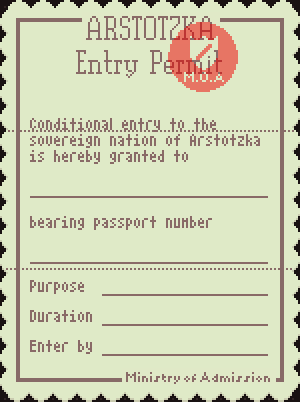 ARSTOTZKA
Entry Permit
M.O.A
Conditional entry to the
sovereign nation of Arstotzka
is hereby granted to
bearing passport number
Purpose
Duration
Enter by
Ministry of Admission